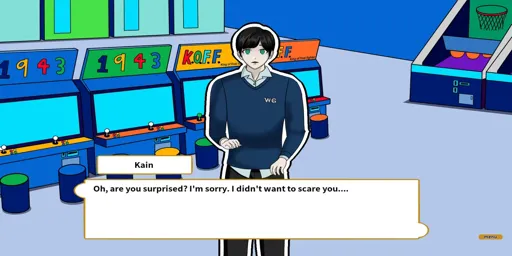 1943
1943
K.O.F.F.
F.F.
WG
Kain
Oh, are you surprised? I'm sorry. I didn't want to scare you....